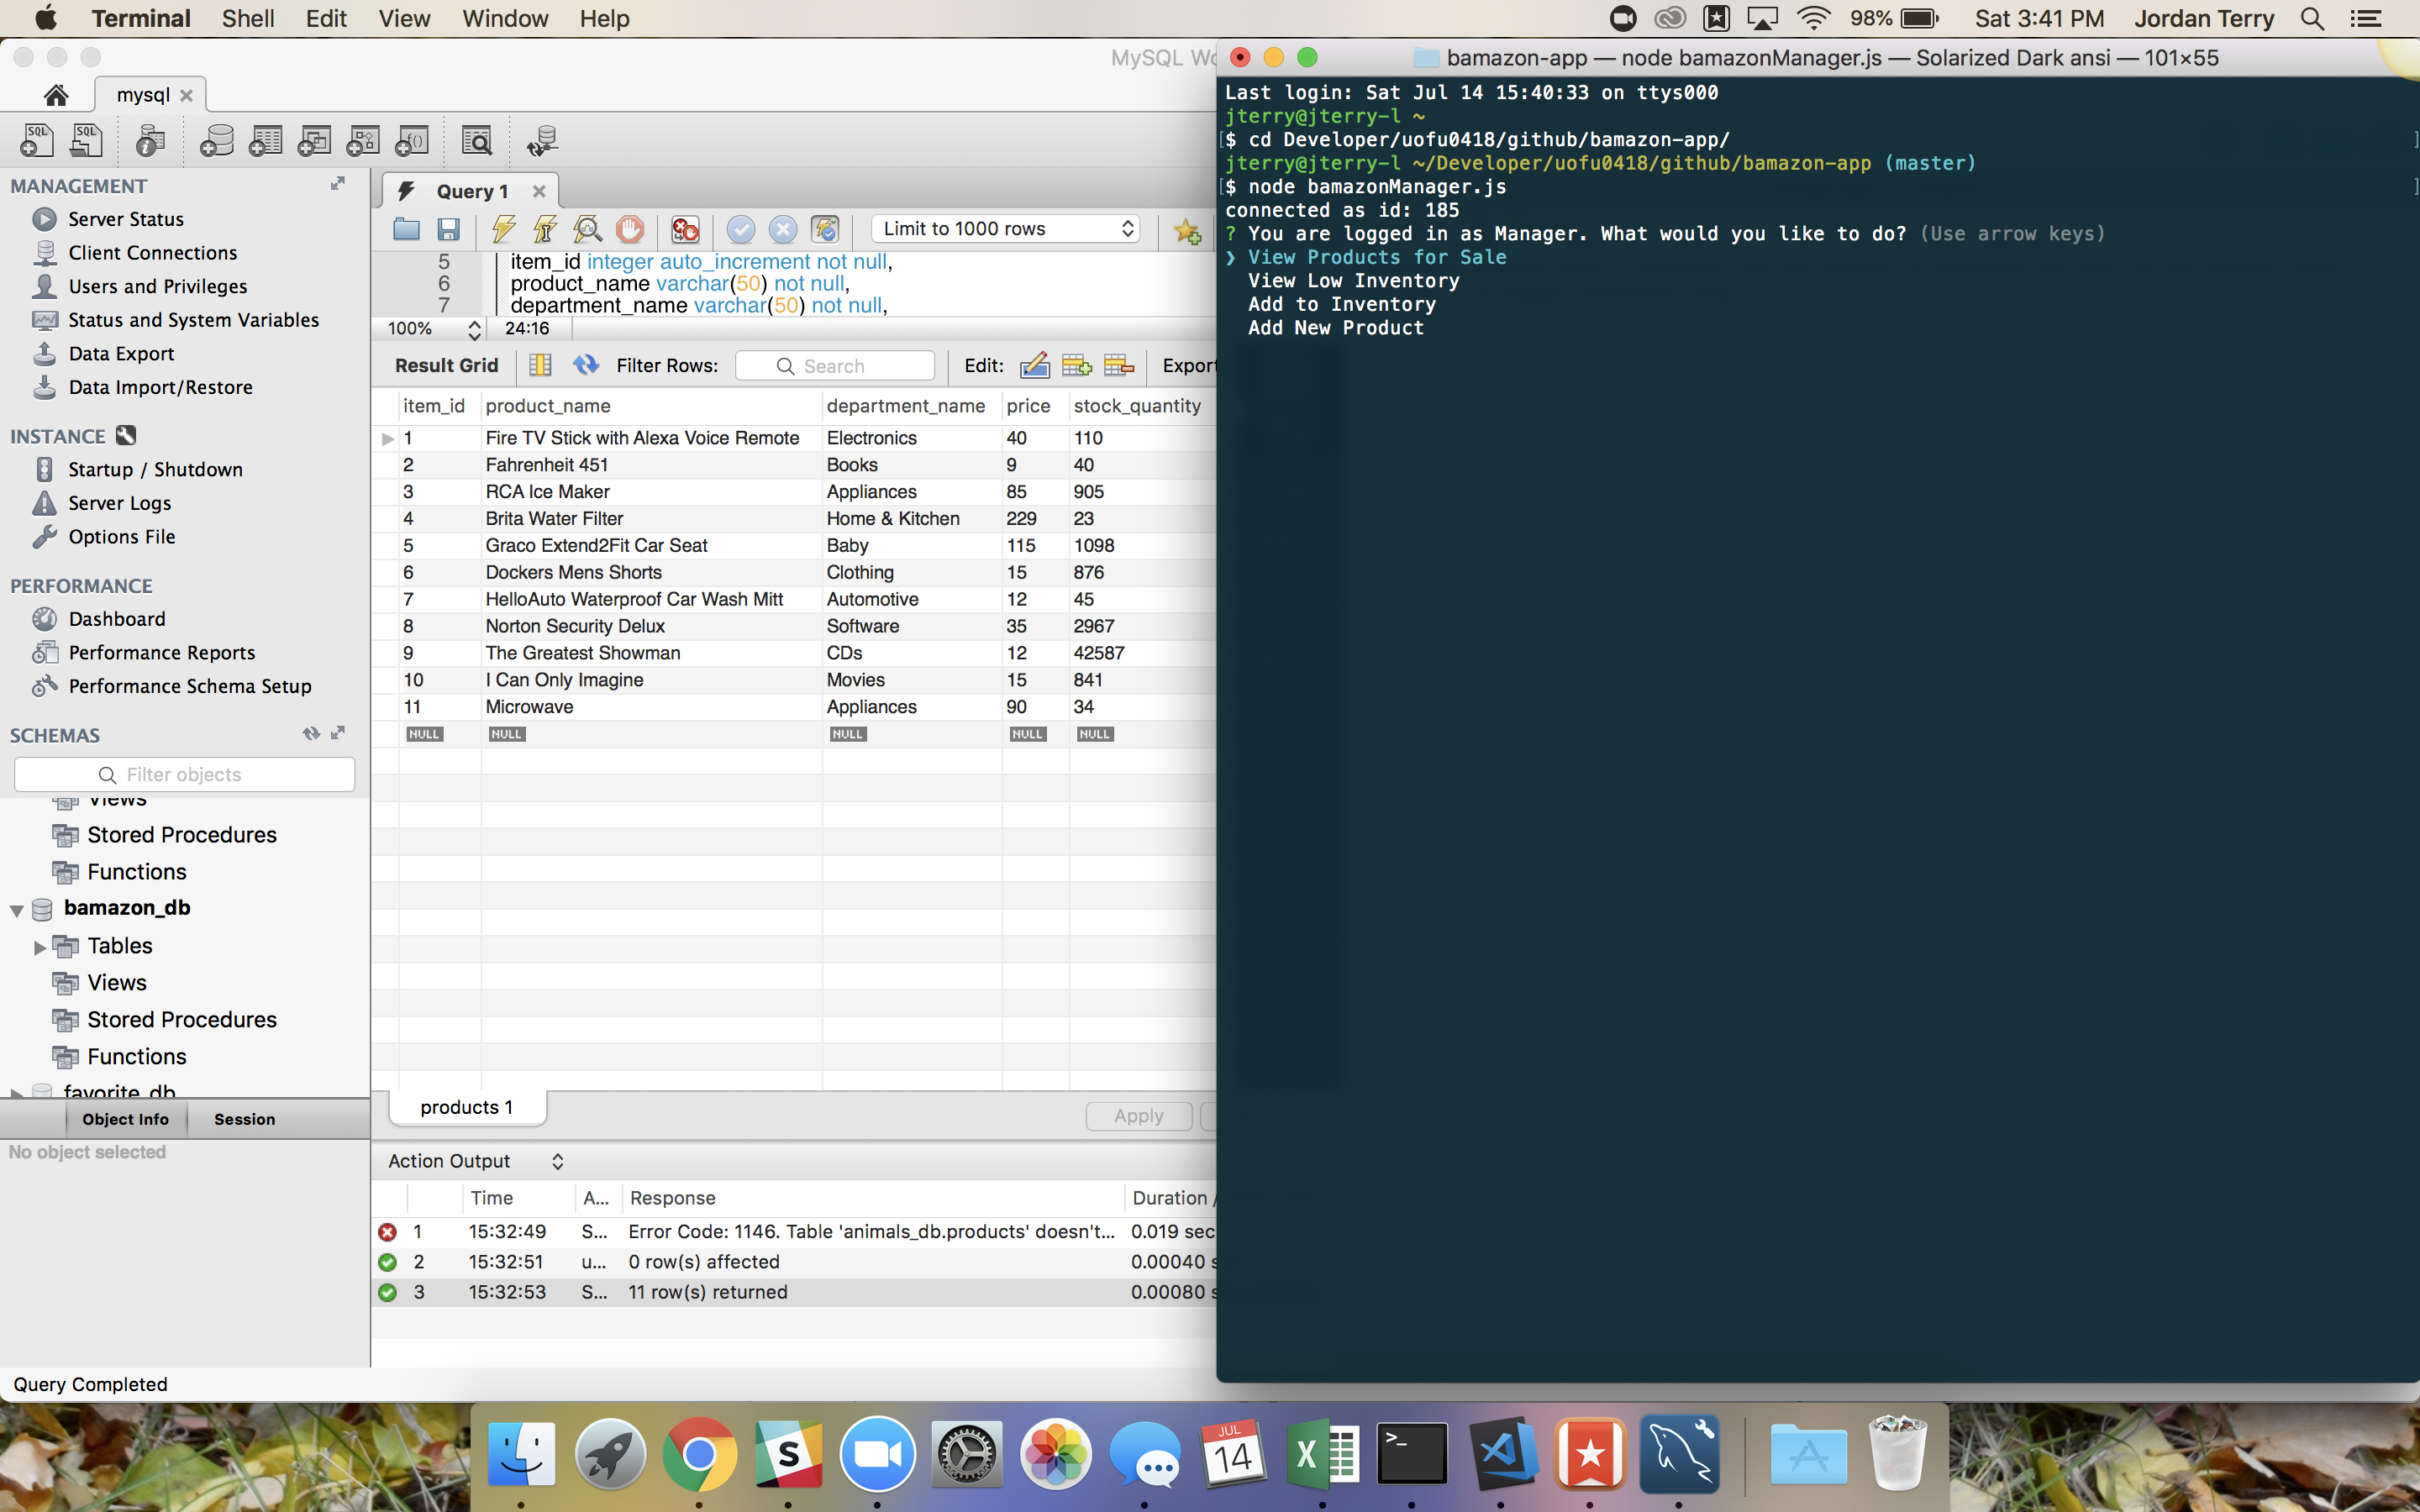 Terminal Shell Edit View Window Help 98% Sat 3:41 PM Jordan Terry
MySQL Wo
mysql
MANAGEMENT
Server Status
Client Connections
Users and Privileges
Status and System Variables
Data Export
Data Import/Restore
INSTANCE
Startup / Shutdown
Server Logs
Options File
PERFORMANCE
Dashboard
Performance Reports
Performance Schema Setup
SCHEMAS
Filter objects
Views
Stored Procedures
Functions
bamazon_db
Tables
Views
Stored Procedures
Functions
favorite_db
Object Info Session
No object selected
Query Completed
Query 1
Limit to 1000 rows
5 item_id integer auto_increment not null,
6 product_name varchar(50) not null,
7 department_name varchar(50) not null,
100% 24:16
Result Grid Filter Rows: Search Edit: Export
item_id product_name department_name price stock_quantity
1 Fire TV Stick with Alexa Voice Remote Electronics 40 110
2 Fahrenheit 451 Books 9 40
3 RCA Ice Maker Appliances 85 905
4 Brita Water Filter Home & Kitchen 229 23
5 Graco Extend2Fit Car Seat Baby 115 1098
6 Dockers Mens Shorts Clothing 15 876
7 HelloAuto Waterproof Car Wash Mitt Automotive 12 45
8 Norton Security Delux Software 35 2967
9 The Greatest Showman CDs 12 42587
10 I Can Only Imagine Movies 15 841
11 Microwave Appliances 90 34
NULL NULL NULL NULL NULL
products 1
Apply
Action Output
Time A... Response Duration /
1 15:32:49 S... Error Code: 1146. Table 'animals_db.products' doesn't... 0.019 sec
2 15:32:51 u... 0 row(s) affected 0.00040 s
3 15:32:53 S... 11 row(s) returned 0.00080 s
bamazon-app — node bamazonManager.js — Solarized Dark ansi — 101×55
Last login: Sat Jul 14 15:40:33 on ttys000
jterry@jterry-l ~
[$ cd Developer/uofu0418/github/bamazon-app/ ]
jterry@jterry-l ~/Developer/uofu0418/github/bamazon-app (master)
[$ node bamazonManager.js ]
connected as id: 185
? You are logged in as Manager. What would you like to do? (Use arrow keys)
❯ View Products for Sale
View Low Inventory
Add to Inventory
Add New Product
JUL
14